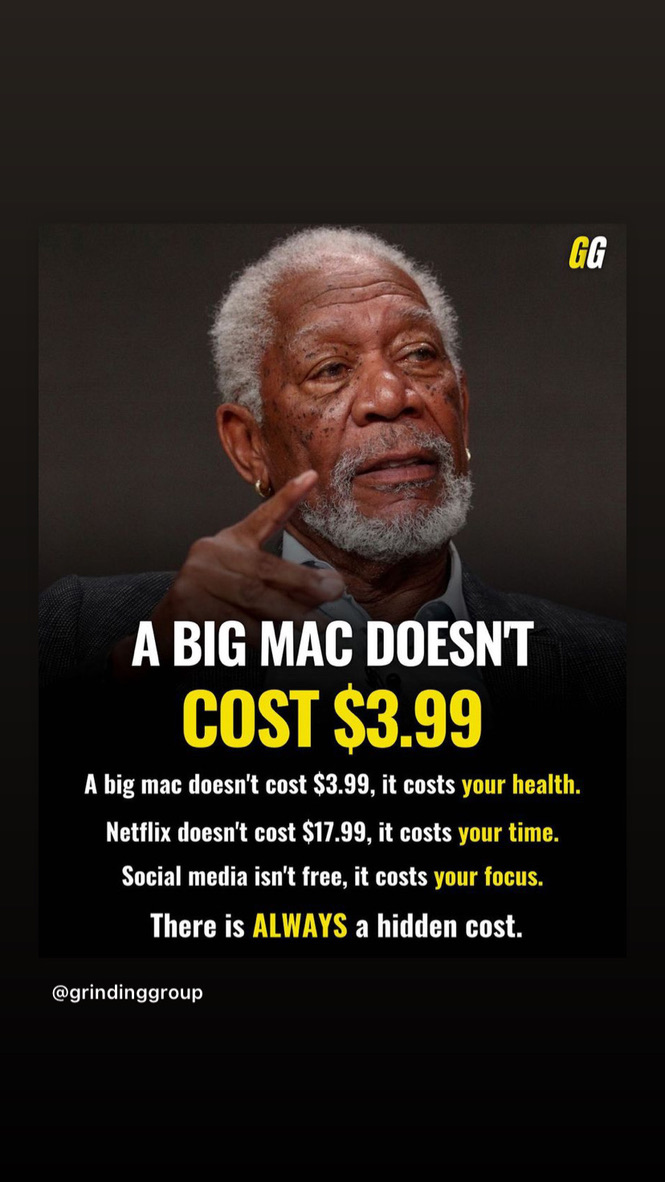 GG
A BIG MAC DOESN'T
COST $3.99
A big mac doesn't cost $3.99, it costs your health.
Netflix doesn't cost $17.99, it costs your time.
Social media isn't free, it costs your focus.
There is ALWAYS a hidden cost.
@grindinggroup